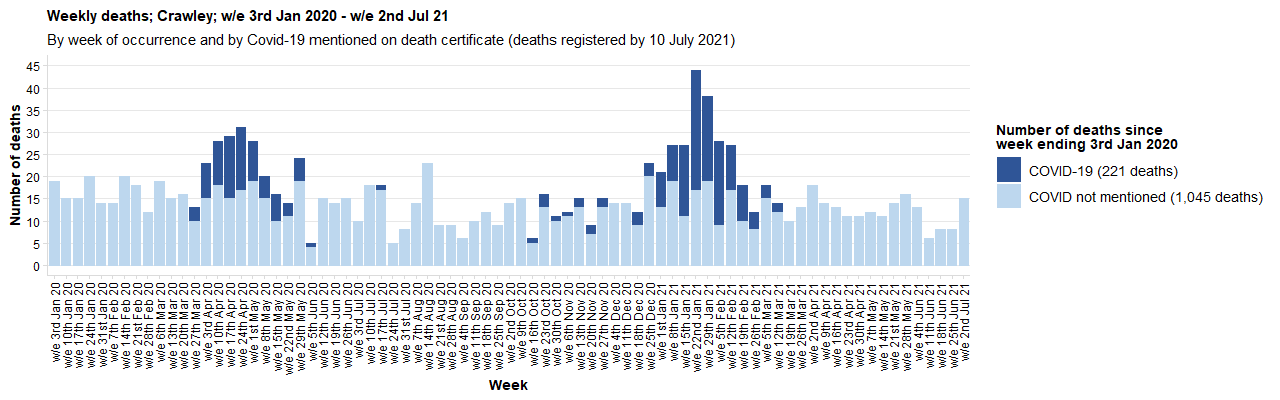 Weekly deaths; Crawley; w/e 3rd Jan 2020 - w/e 2nd Jul 21
By week of occurrence and by Covid-19 mentioned on death certificate (deaths registered by 10 July 2021)
Number of deaths
45
40
35
30
25
20
15
10
5
0
w/e 3rd Jan 20
w/e 10th Jan 20
w/e 17th Jan 20
w/e 24th Jan 20
w/e 31st Jan 20
w/e 7th Feb 20
w/e 14th Feb 20
w/e 21st Feb 20
w/e 28th Feb 20
w/e 6th Mar 20
w/e 13th Mar 20
w/e 20th Mar 20
w/e 27th Mar 20
w/e 3rd Apr 20
w/e 10th Apr 20
w/e 17th Apr 20
w/e 24th Apr 20
w/e 1st May 20
w/e 8th May 20
w/e 15th May 20
w/e 22nd May 20
w/e 29th May 20
w/e 5th Jun 20
w/e 12th Jun 20
w/e 19th Jun 20
w/e 26th Jun 20
w/e 3rd Jul 20
w/e 10th Jul 20
w/e 17th Jul 20
w/e 24th Jul 20
w/e 31st Jul 20
w/e 7th Aug 20
w/e 14th Aug 20
w/e 21st Aug 20
w/e 28th Aug 20
w/e 4th Sep 20
w/e 11th Sep 20
w/e 18th Sep 20
w/e 25th Sep 20
w/e 2nd Oct 20
w/e 9th Oct 20
w/e 16th Oct 20
w/e 23rd Oct 20
w/e 30th Oct 20
w/e 6th Nov 20
w/e 13th Nov 20
w/e 20th Nov 20
w/e 27th Nov 20
w/e 4th Dec 20
w/e 11th Dec 20
w/e 18th Dec 20
w/e 25th Dec 20
w/e 1st Jan 21
w/e 8th Jan 21
w/e 15th Jan 21
w/e 22nd Jan 21
w/e 29th Jan 21
w/e 5th Feb 21
w/e 12th Feb 21
w/e 19th Feb 21
w/e 26th Feb 21
w/e 5th Mar 21
w/e 12th Mar 21
w/e 19th Mar 21
w/e 26th Mar 21
w/e 2nd Apr 21
w/e 9th Apr 21
w/e 16th Apr 21
w/e 23rd Apr 21
w/e 30th Apr 21
w/e 7th May 21
w/e 14th May 21
w/e 21st May 21
w/e 28th May 21
w/e 4th Jun 21
w/e 11th Jun 21
w/e 18th Jun 21
w/e 25th Jun 21
w/e 2nd Jul 21
Week
Number of deaths since
week ending 3rd Jan 2020
COVID-19 (221 deaths)
COVID not mentioned (1,045 deaths)